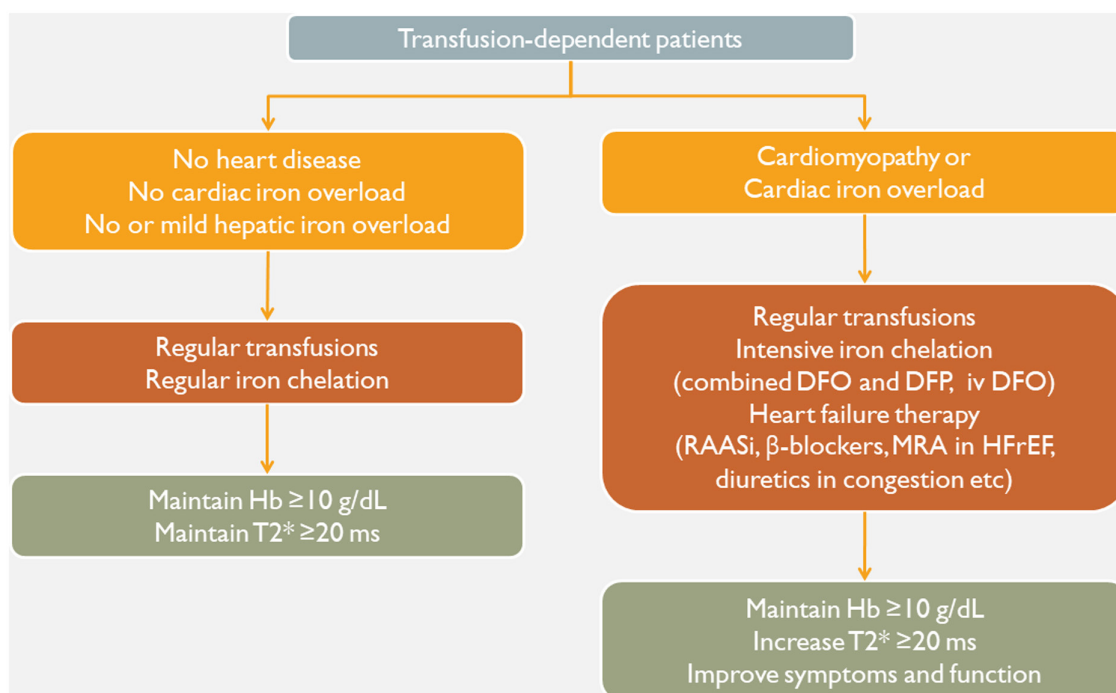 Transfusion-dependent patients
No heart disease
No cardiac iron overload
No or mild hepatic iron overload
Regular transfusions
Regular iron chelation
Maintain Hb ≥10 g/dL
Maintain T2* ≥20 ms
Cardiomyopathy or
Cardiac iron overload
Regular transfusions
Intensive iron chelation
(combined DFO and DFP, iv DFO)
Heart failure therapy
(RAASi, β-blockers, MRA in HFrEF,
diuretics in congestion etc)
Maintain Hb ≥10 g/dL
Increase T2* ≥20 ms
Improve symptoms and function